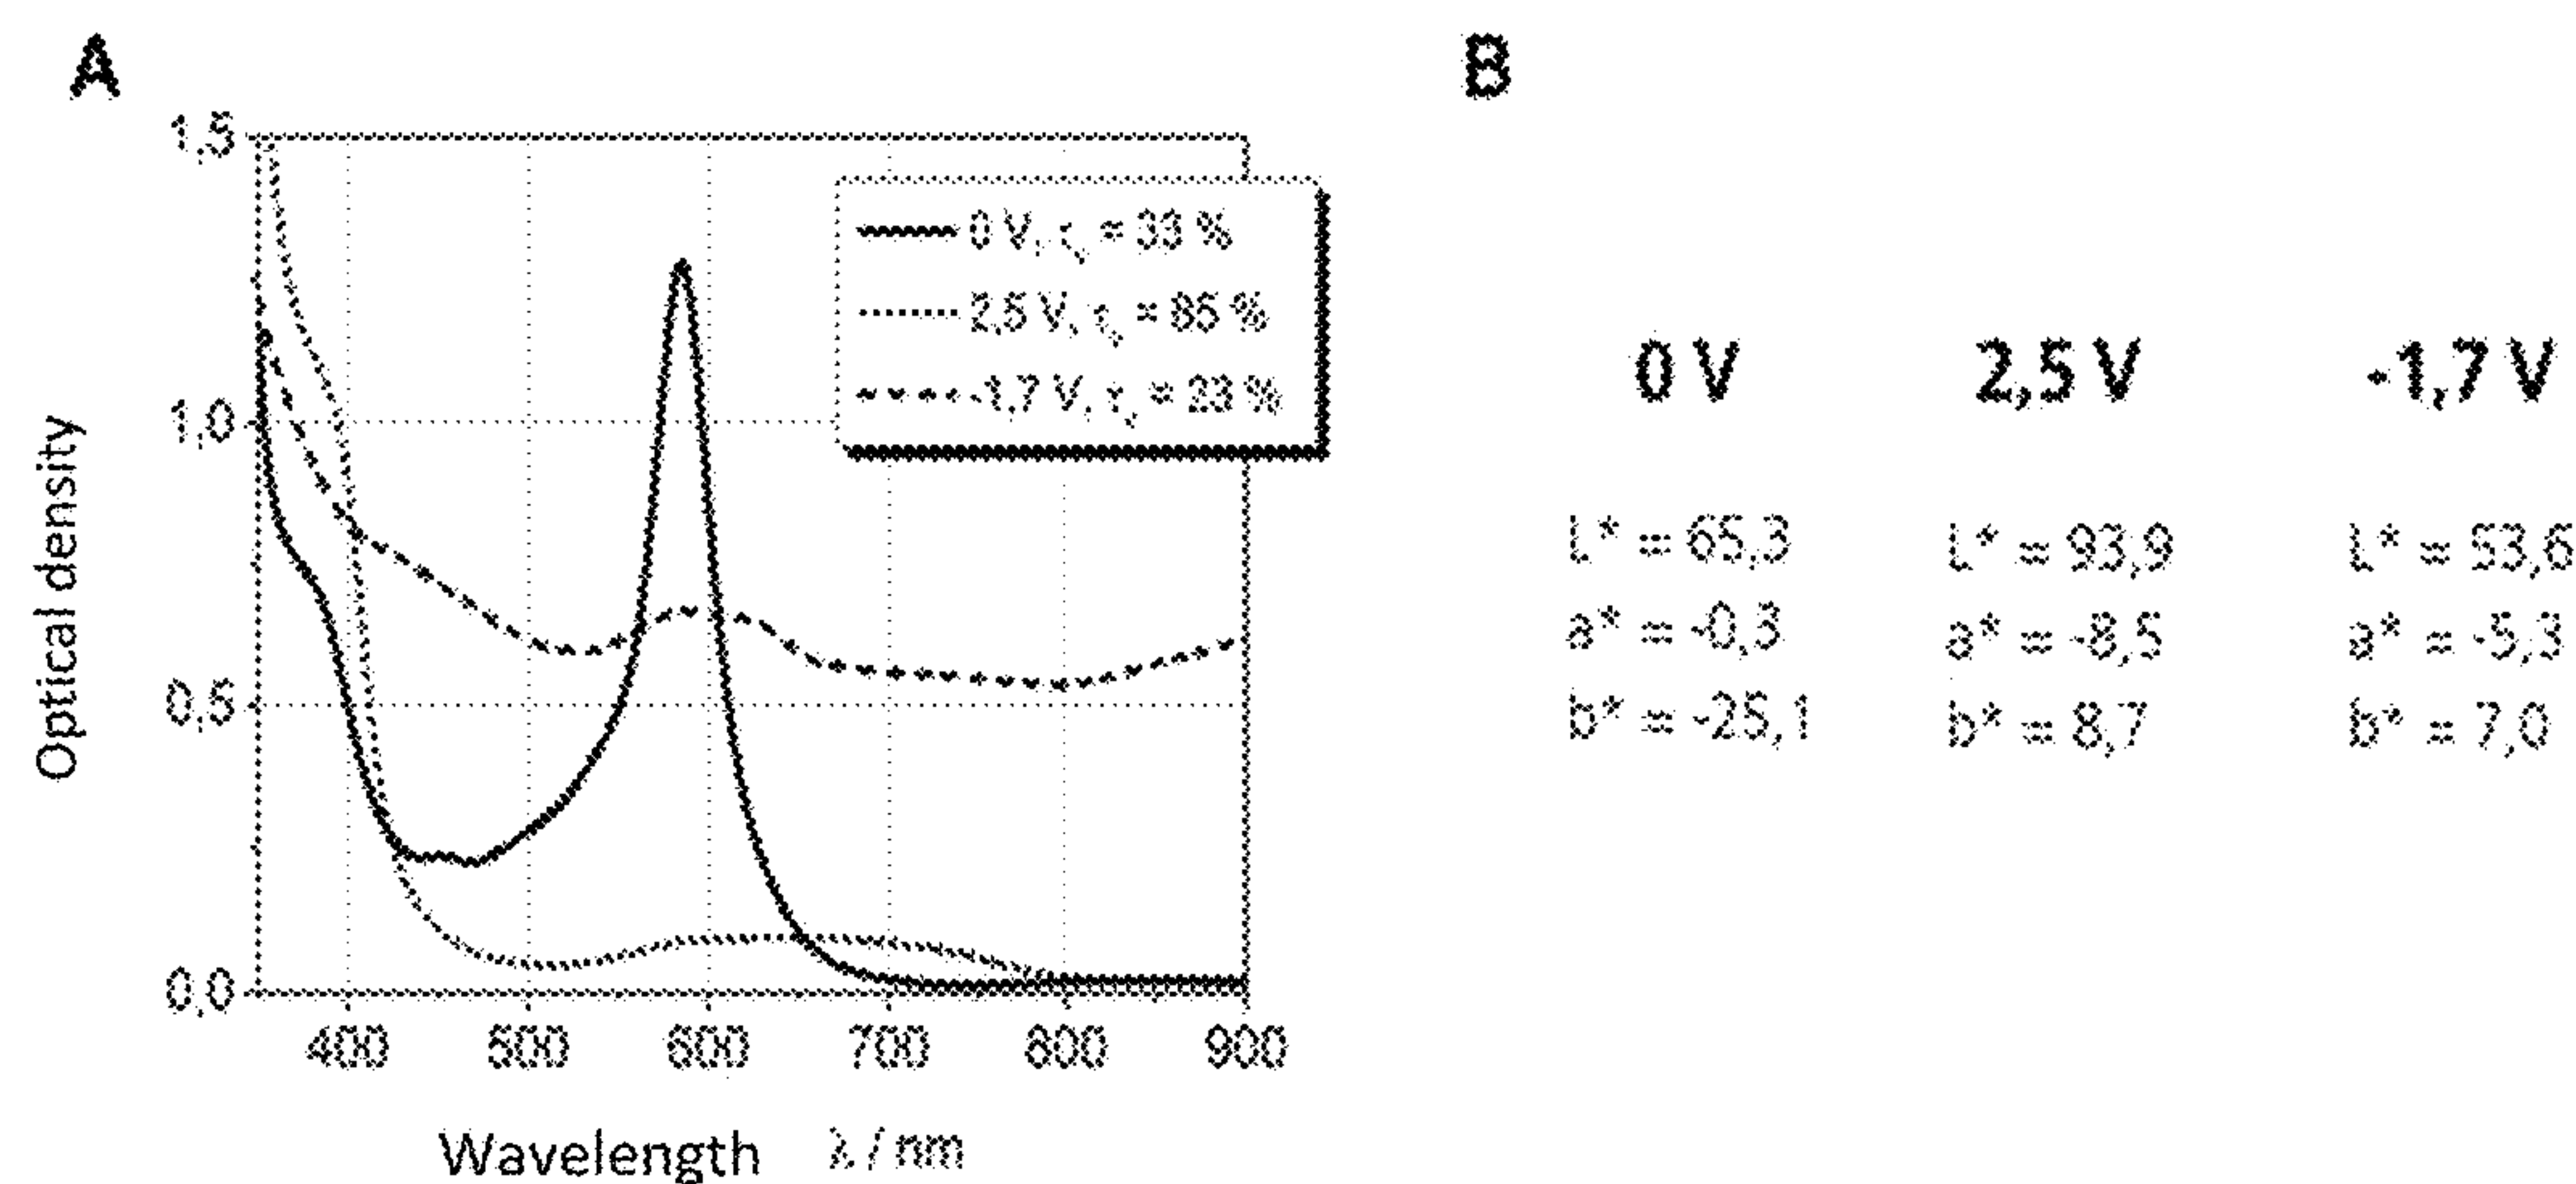 A
B
1,5
1,0
0,5
0,0
Optical density
0 V, τᵥ = 33 %
2,5 V, τᵥ = 85 %
-1,7 V, τᵥ = 23 %
400 500 600 700 800 900
Wavelength λ / nm
0 V 2,5 V -1,7 V
L* = 65,3 L* = 93,9 L* = 53,6
a* = -0,3 a* = -8,5 a* = -5,3
b* = -25,1 b* = 8,7 b* = 7,0